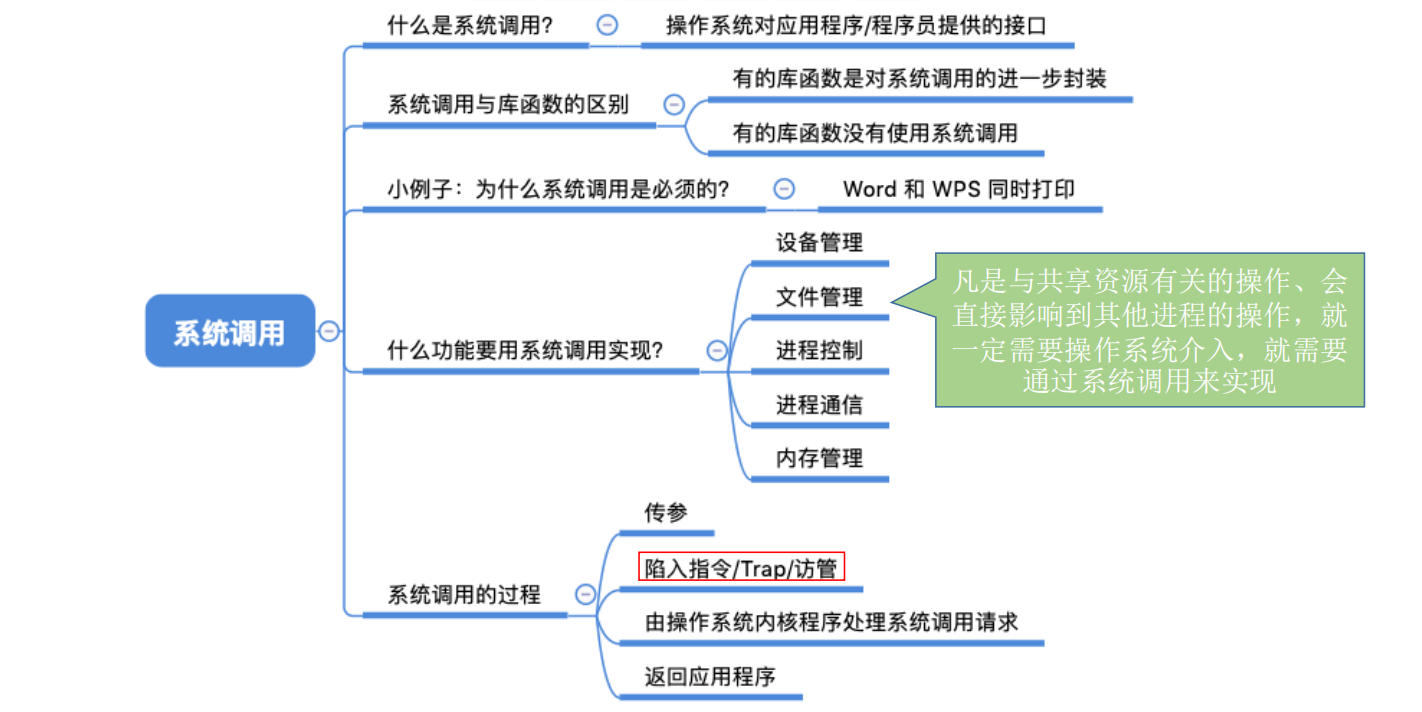 什么是系统调用?
操作系统对应用程序/程序员提供的接口
系统调用与库函数的区别
有的库函数是对系统调用的进一步封装
有的库函数没有使用系统调用
小例子：为什么系统调用是必须的?
Word 和 WPS 同时打印
系统调用
什么功能要用系统调用实现?
设备管理
文件管理
进程控制
进程通信
内存管理
凡是与共享资源有关的操作、会
直接影响到其他进程的操作，就
一定需要操作系统介入，就需要
通过系统调用来实现
系统调用的过程
传参
陷入指令/Trap/访管
由操作系统内核程序处理系统调用请求
返回应用程序